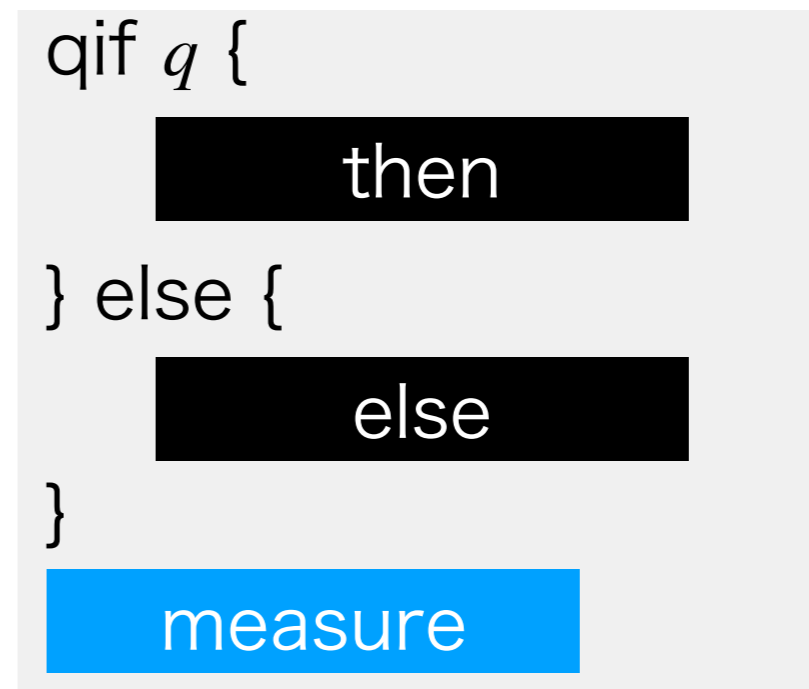 qif q {
then
} else {
else
}
measure